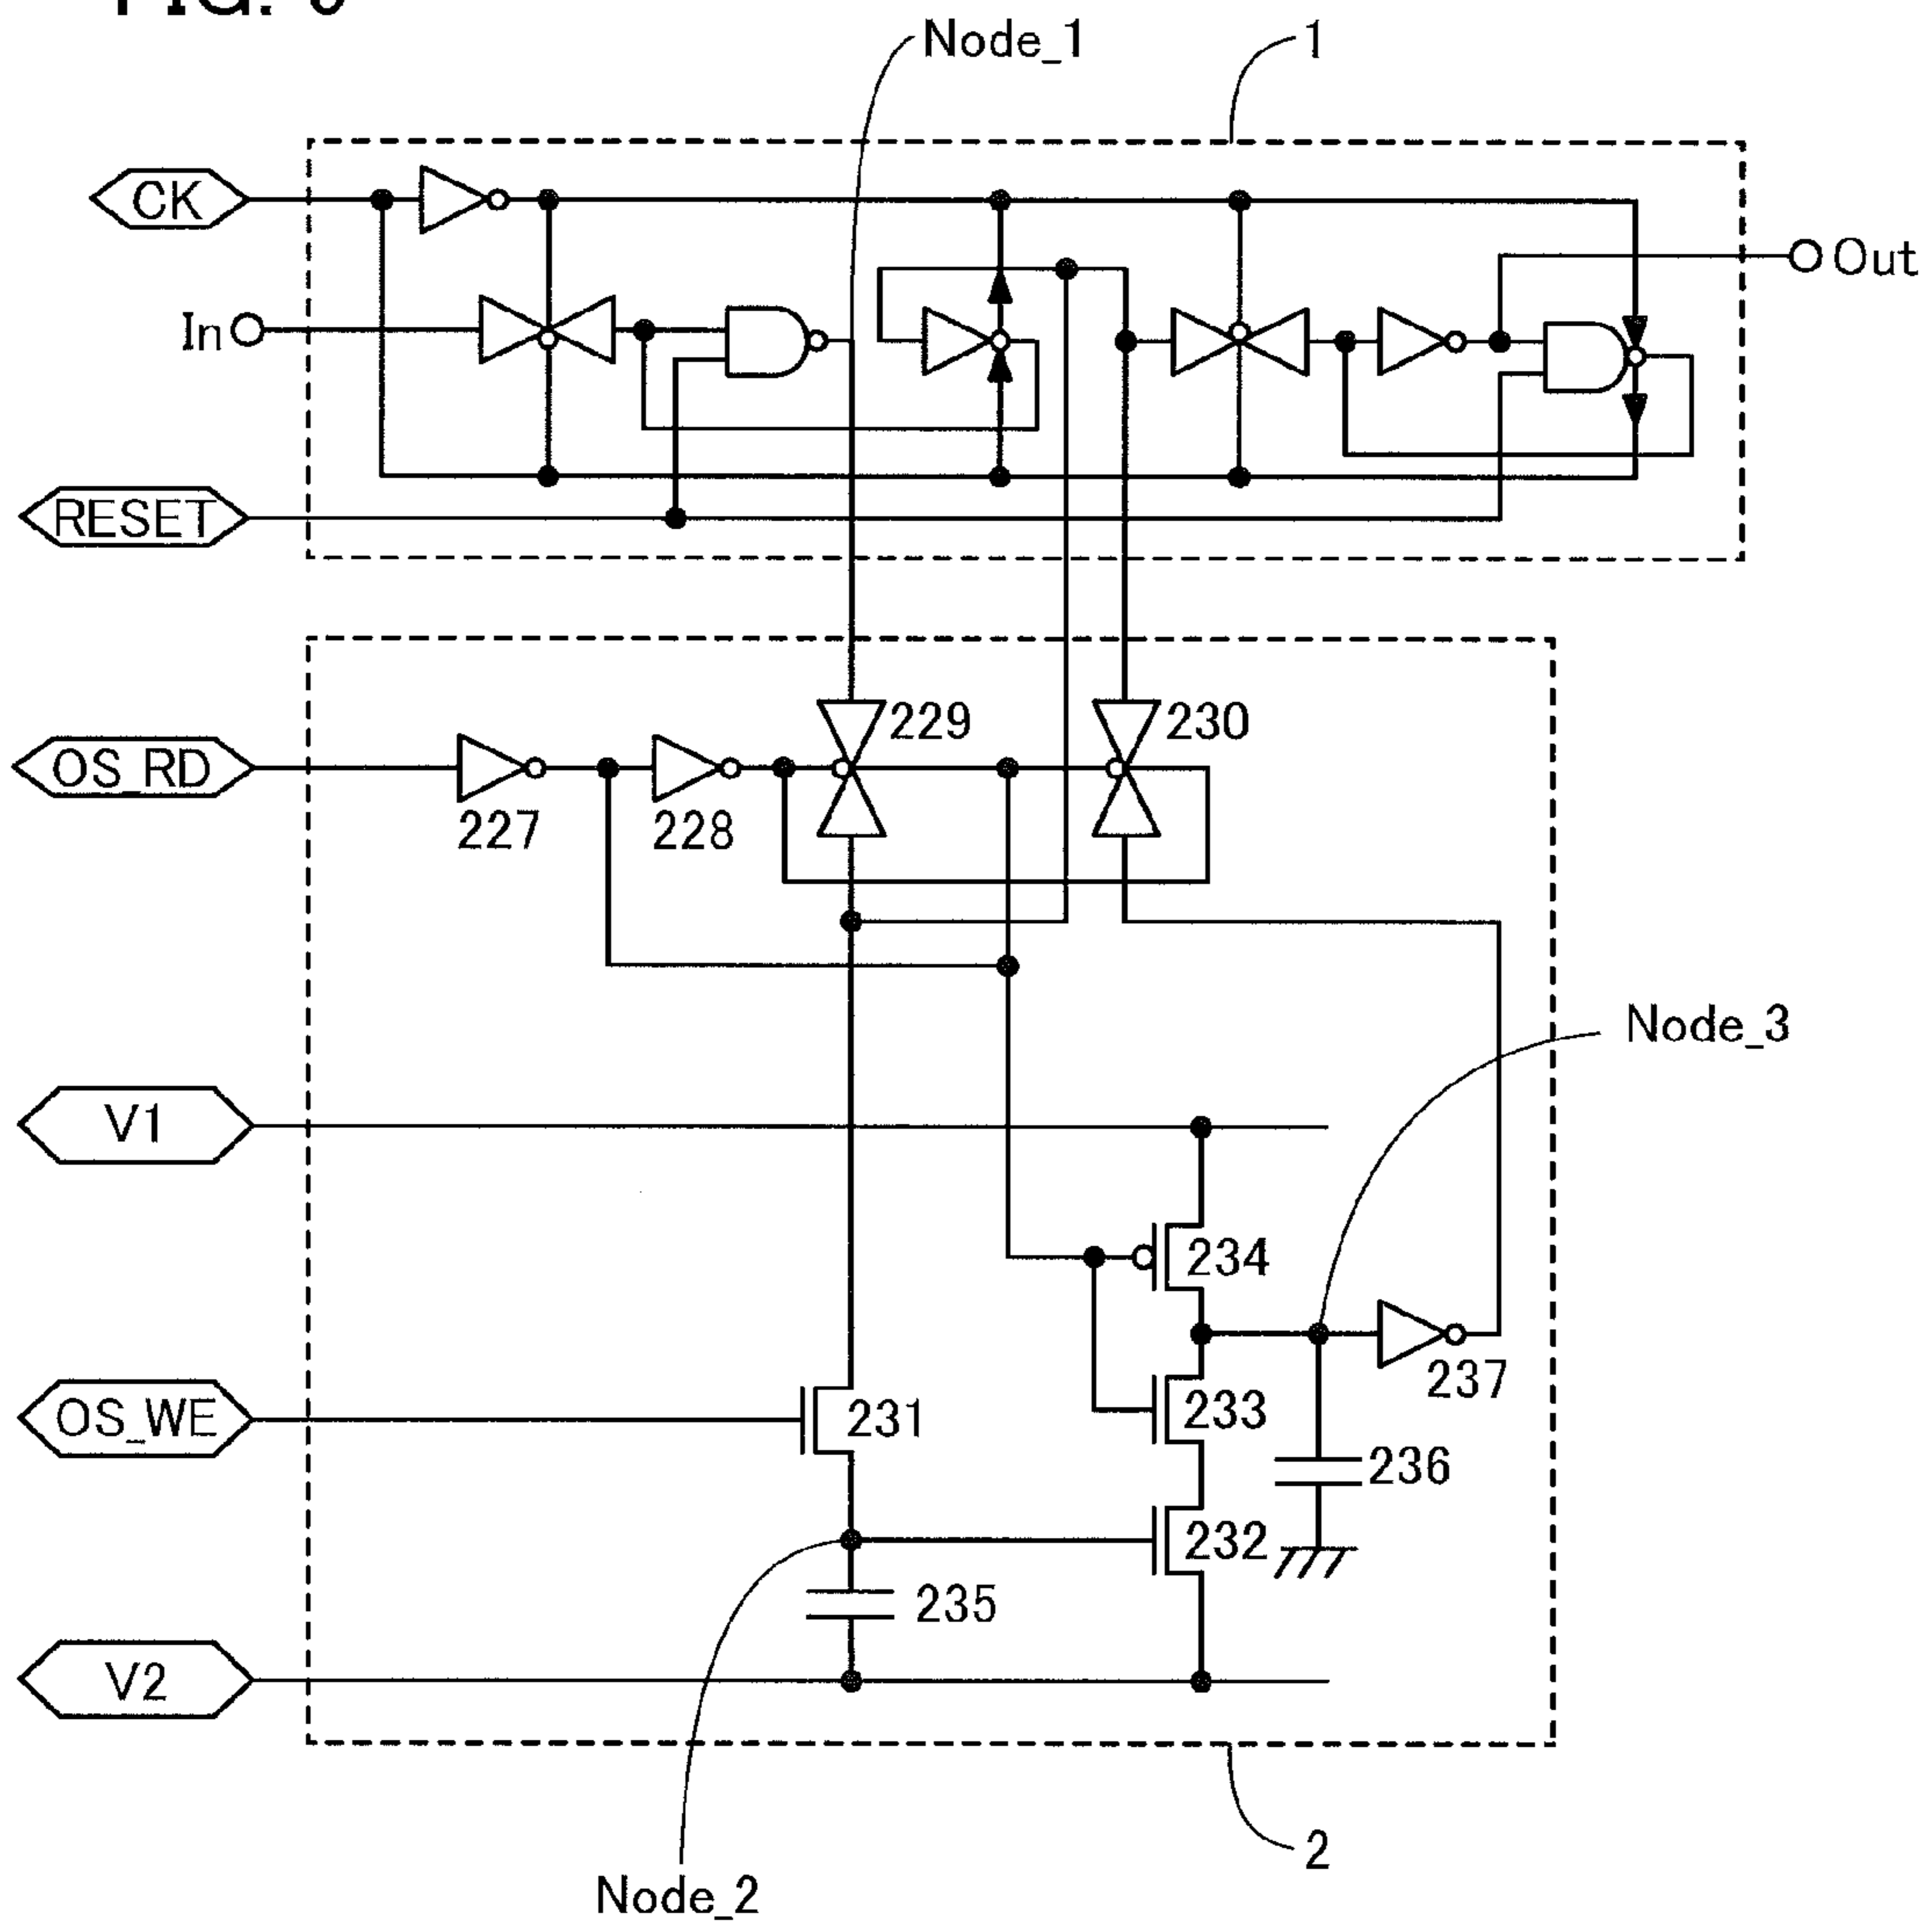 Node_1
1
CK
Out
In
RESET
229
230
OS_RD
227
228
Node_3
V1
234
237
OS_WE
231
233
236
232
235
V2
2
Node_2